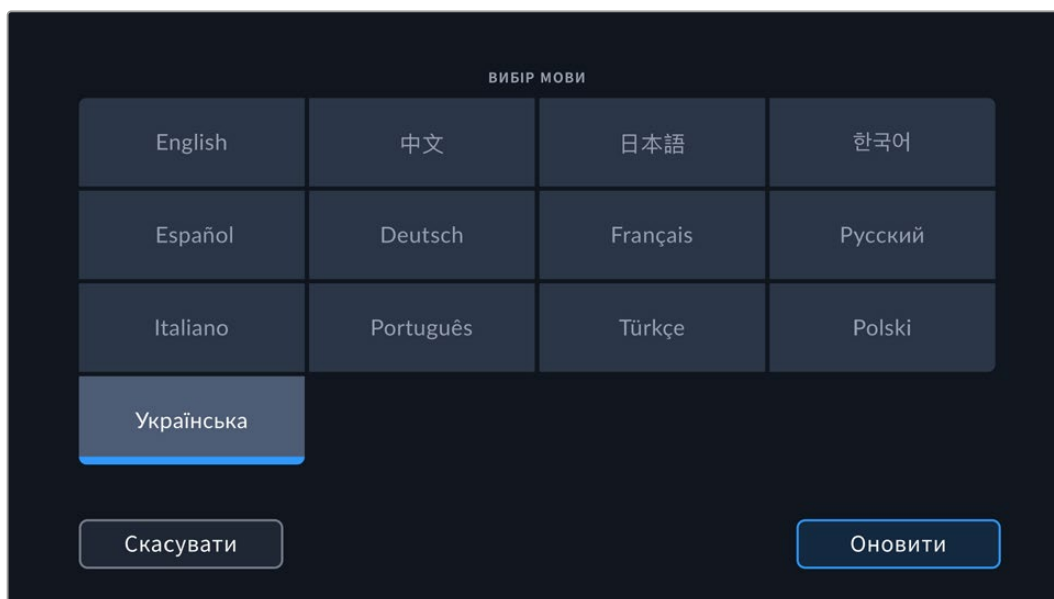 ВИБІР МОВИ
English 中文 日本語 한국어
Español Deutsch Français Русский
Italiano Português Türkçe Polski
Українська
Скасувати Оновити